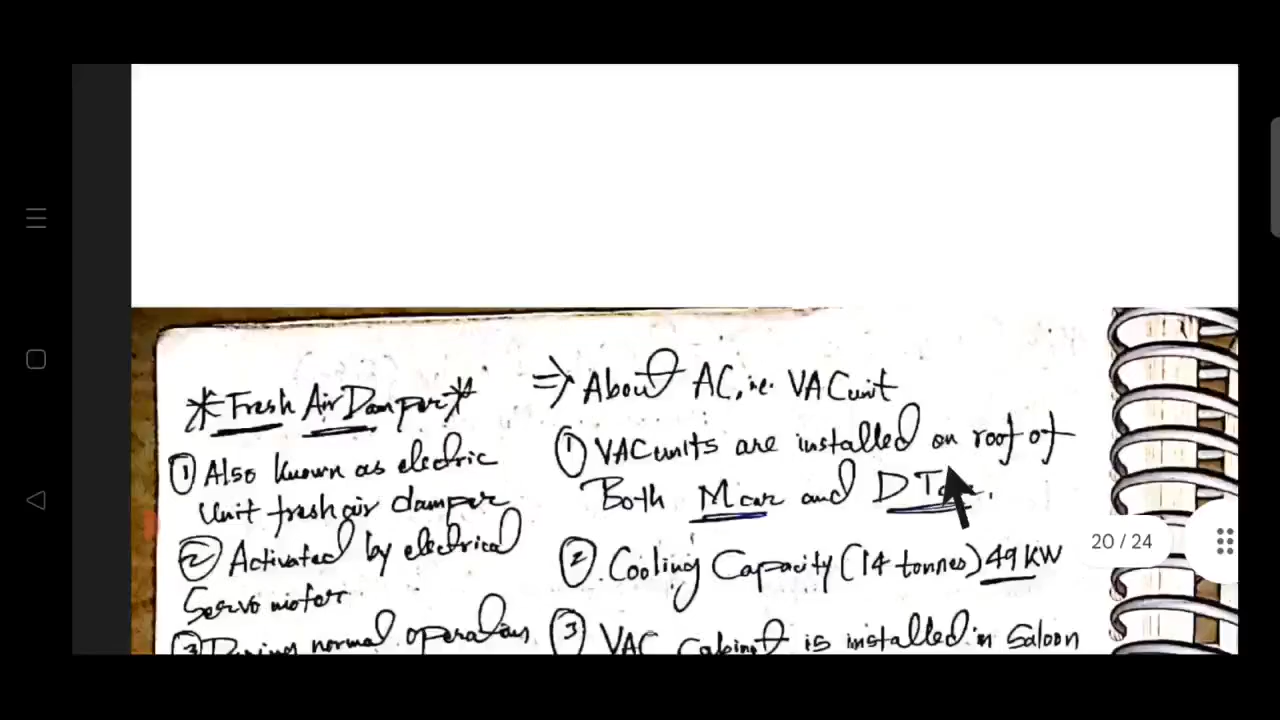 *Fresh Air Damper*
① Also known as electric
Unit fresh air damper
② Activated by electrical
Servo motor
③ During normal operation
⇒ About AC, i.e. VAC unit
① VAC units are installed on roof of
Both M car and D T
② Cooling Capacity (14 tonnes) 49 KW
③ VAC Cabinet is installed in Saloon
20 / 24